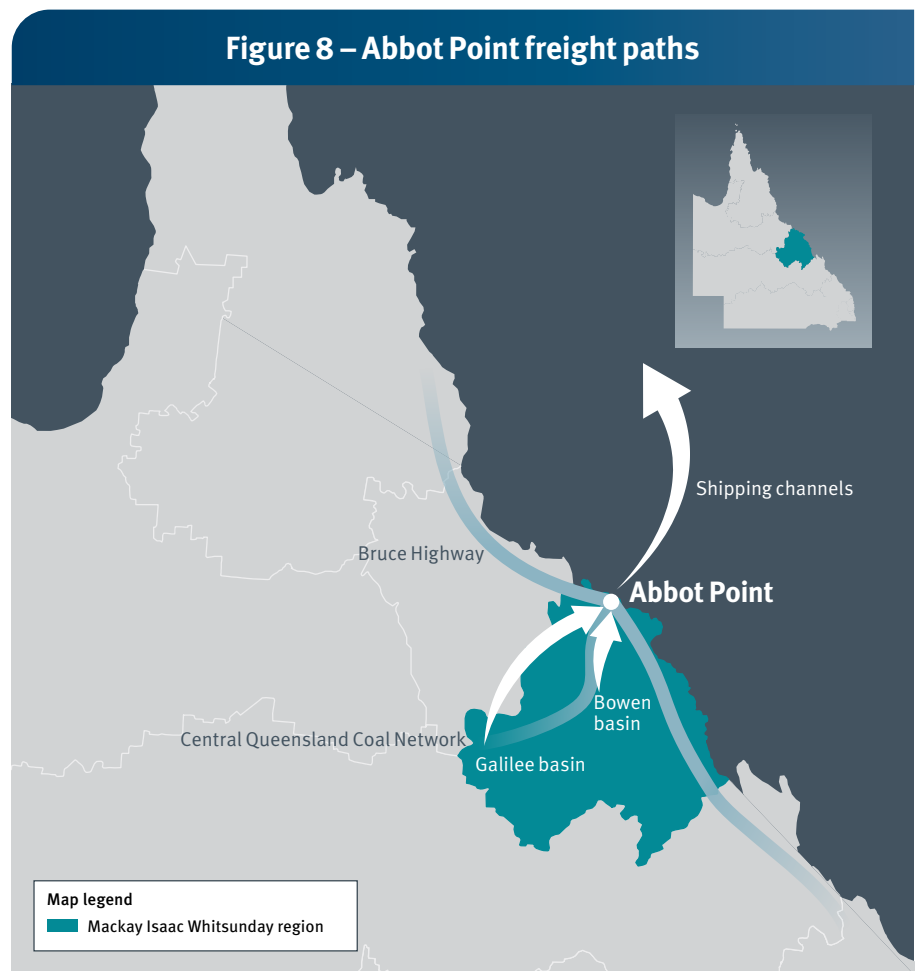 Figure 8 – Abbot Point freight paths
Shipping channels
Bruce Highway
Abbot Point
Bowen
basin
Central Queensland Coal Network
Galilee basin
Map legend
Mackay Isaac Whitsunday region